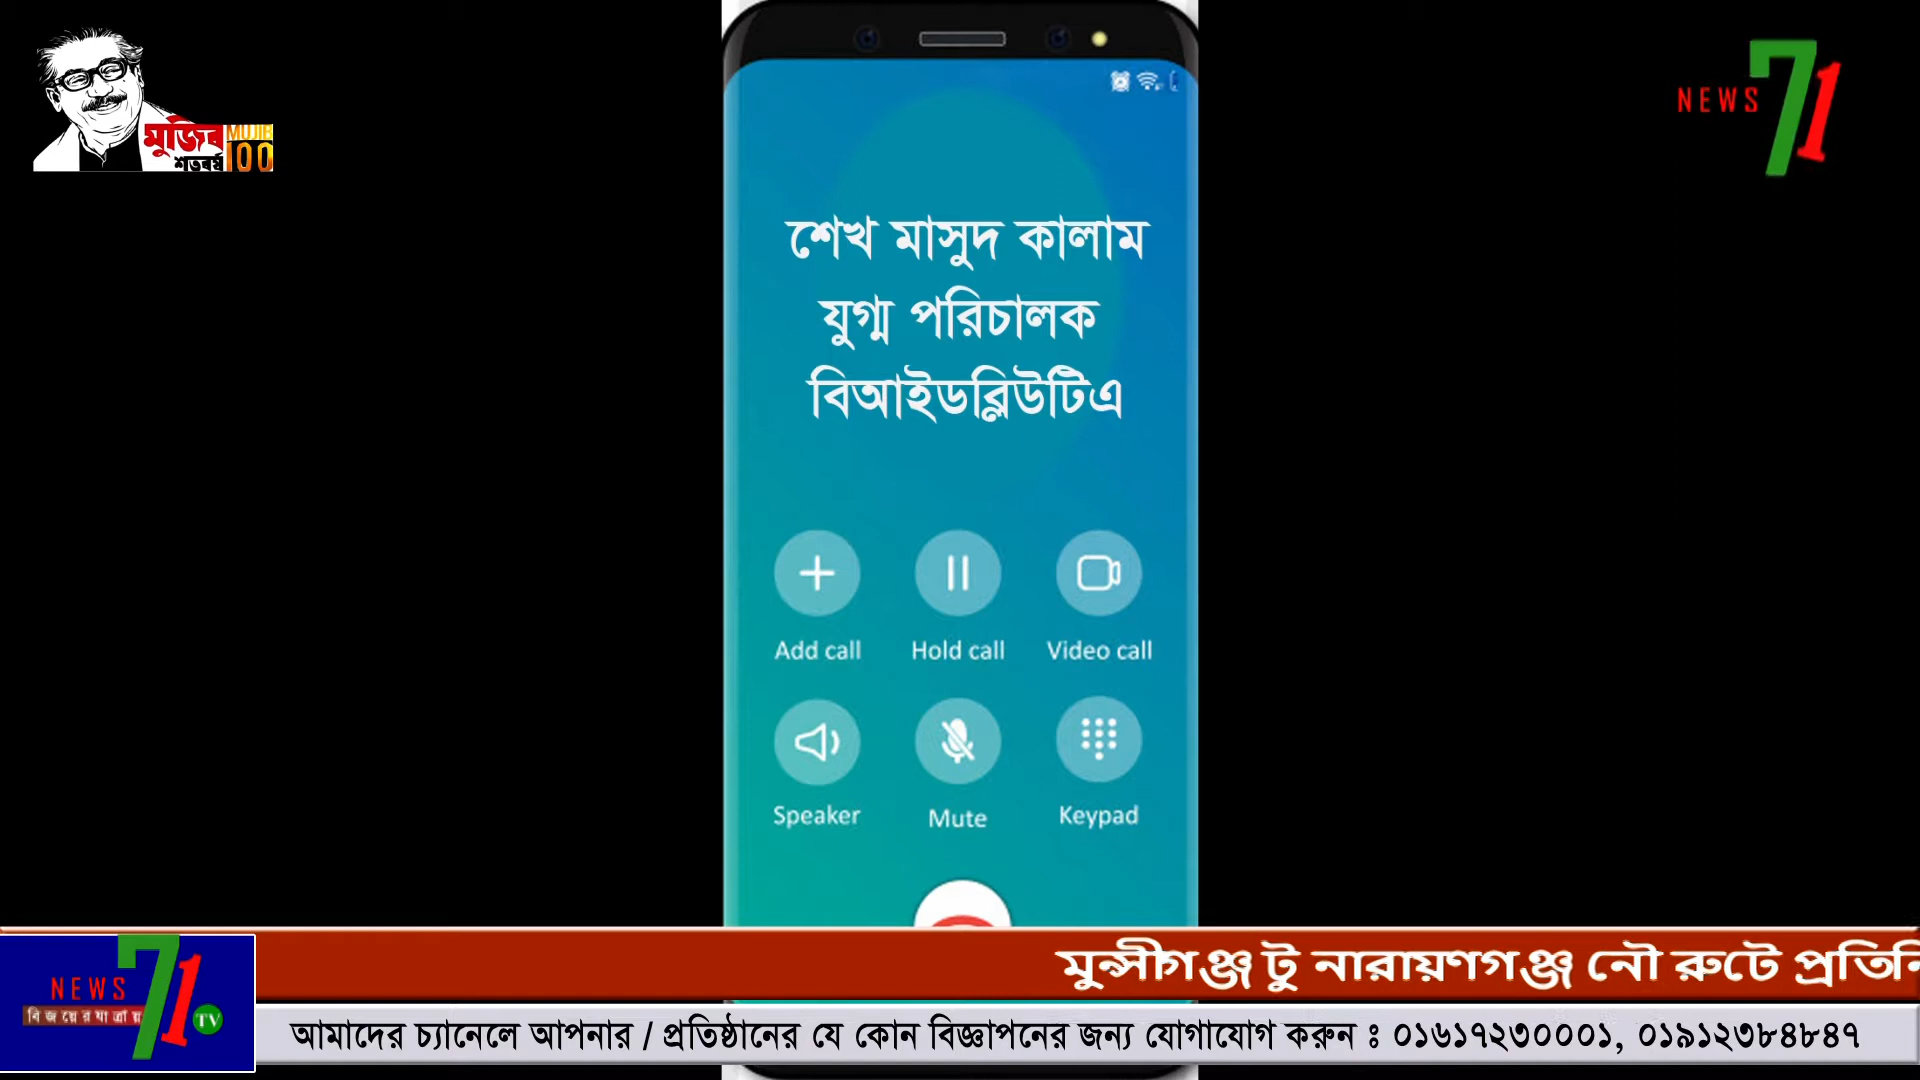 মুজিব
শতবর্ষ
MUJIB
100
NEWS 71
শেখ মাসুদ কালাম
যুগ্ম পরিচালক
বিআইডব্লিউটিএ
Add call
Hold call
Video call
Speaker
Mute
Keypad
মুন্সীগঞ্জ টু নারায়ণগঞ্জ নৌ রুটে
NEWS 71
বিজয়ের যাত্রায়
TV
আমাদের চ্যানেলে আপনার / প্রতিষ্ঠানের যে কোন বিজ্ঞাপনের জন্য যোগাযোগ করুন ঃ ০১৬১৭২৩০০০১, ০১৯১২৩৮৪৮৪৭